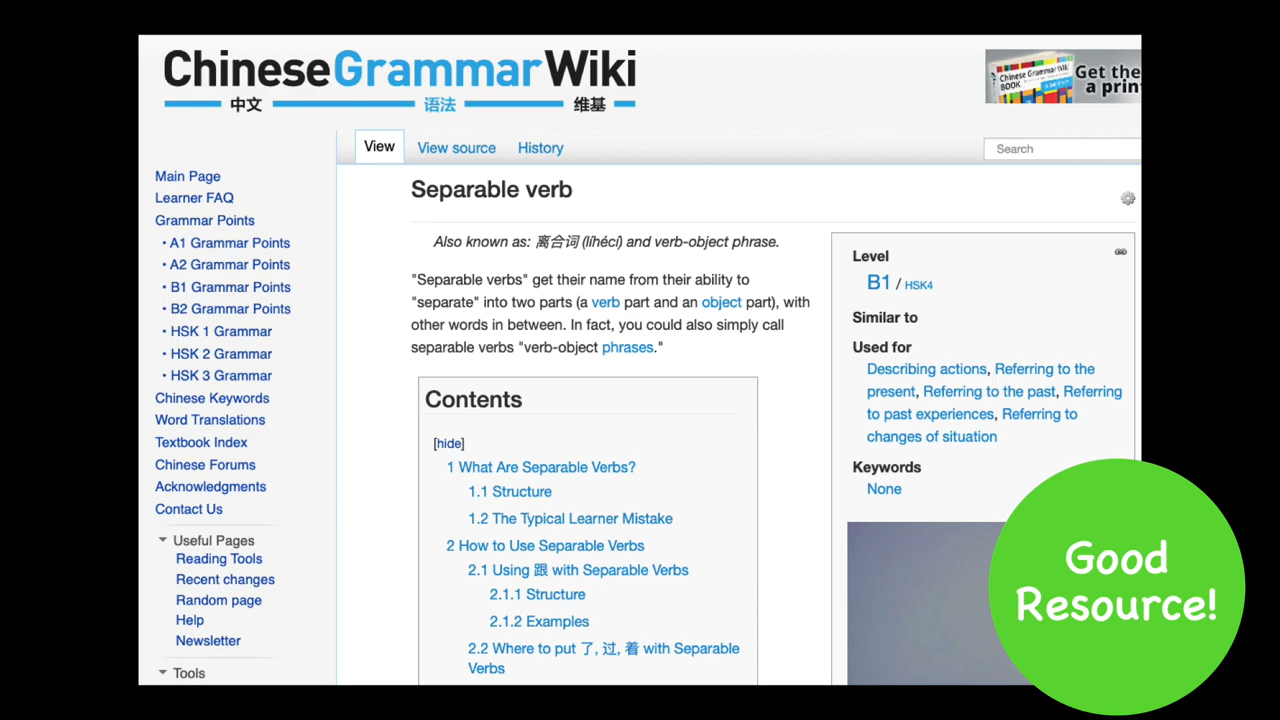 ChineseGrammarWiki
中文 语法 维基
Get the
a prin
Chinese Grammar Wiki
BOOK
View View source History
Search
Main Page
Learner FAQ
Grammar Points
• A1 Grammar Points
• A2 Grammar Points
• B1 Grammar Points
• B2 Grammar Points
• HSK 1 Grammar
• HSK 2 Grammar
• HSK 3 Grammar
Chinese Keywords
Word Translations
Textbook Index
Chinese Forums
Acknowledgments
Contact Us
Useful Pages
Reading Tools
Recent changes
Random page
Help
Newsletter
Tools
Separable verb
Also known as: 离合词 (líhécí) and verb-object phrase.
"Separable verbs" get their name from their ability to
"separate" into two parts (a verb part and an object part), with
other words in between. In fact, you could also simply call
separable verbs "verb-object phrases."
Contents
[hide]
1 What Are Separable Verbs?
1.1 Structure
1.2 The Typical Learner Mistake
2 How to Use Separable Verbs
2.1 Using 跟 with Separable Verbs
2.1.1 Structure
2.1.2 Examples
2.2 Where to put 了, 过, 着 with Separable
Verbs
Level
B1 / HSK4
Similar to
Used for
Describing actions, Referring to the
present, Referring to the past, Referring
to past experiences, Referring to
changes of situation
Keywords
None
Good
Resource!